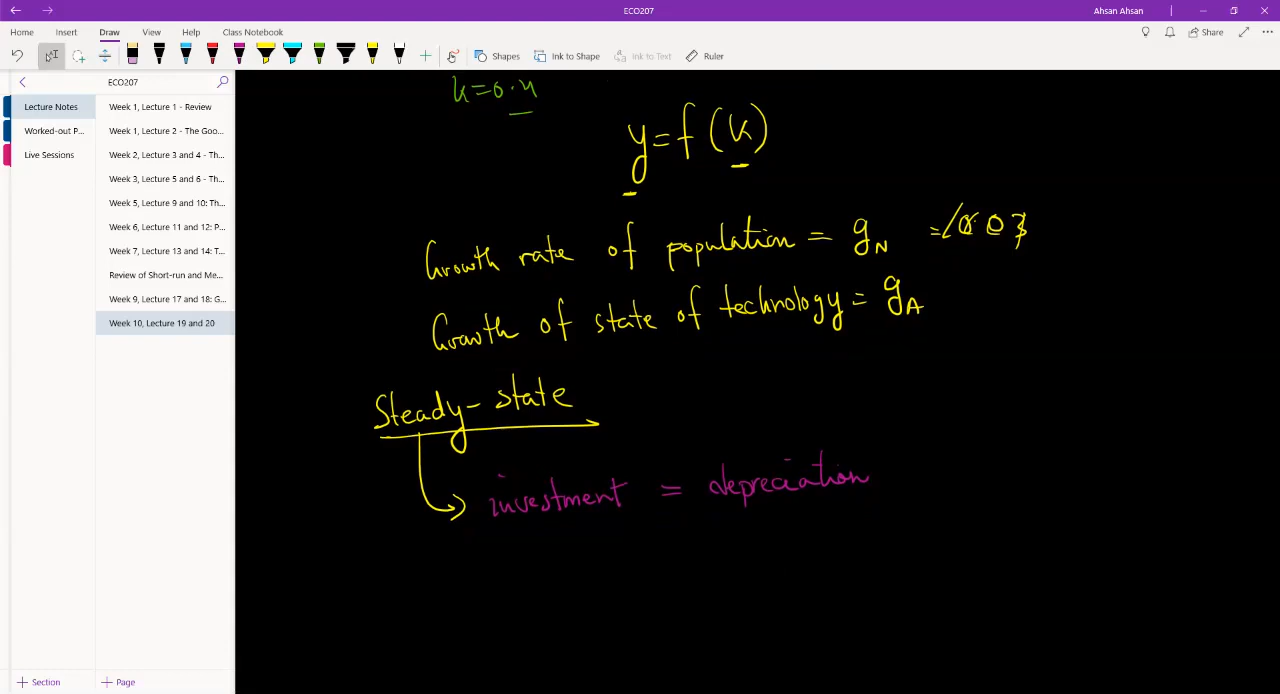 ECO207
Ahsan Ahsan
Home Insert Draw View Help Class Notebook
Share
Shapes Ink to Shape Ink to Text Ruler
ECO207
Lecture Notes
Worked-out P...
Live Sessions
Week 1, Lecture 1 - Review
Week 1, Lecture 2 - The Goo...
Week 2, Lecture 3 and 4 - Th...
Week 3, Lecture 5 and 6 - Th...
Week 5, Lecture 9 and 10: Th...
Week 6, Lecture 11 and 12: P...
Week 7, Lecture 13 and 14: T...
Review of Short-run and Me...
Week 9, Lecture 17 and 18: G...
Week 10, Lecture 19 and 20
k=0.4
y=f(k)
Growth rate of population = gN =
Growth of state of technology = gA
Steady-state
investment = depreciation
+ Section
+ Page